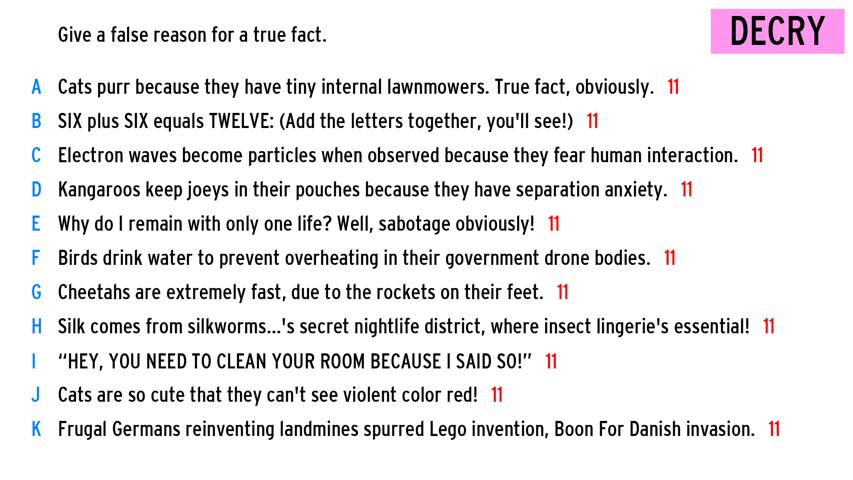 Give a false reason for a true fact.
DECRY
A Cats purr because they have tiny internal lawnmowers. True fact, obviously. 11
B SIX plus SIX equals TWELVE: (Add the letters together, you'll see!) 11
C Electron waves become particles when observed because they fear human interaction. 11
D Kangaroos keep joeys in their pouches because they have separation anxiety. 11
E Why do I remain with only one life? Well, sabotage obviously! 11
F Birds drink water to prevent overheating in their government drone bodies. 11
G Cheetahs are extremely fast, due to the rockets on their feet. 11
H Silk comes from silkworms...'s secret nightlife district, where insect lingerie's essential! 11
I “HEY, YOU NEED TO CLEAN YOUR ROOM BECAUSE I SAID SO!” 11
J Cats are so cute that they can't see violent color red! 11
K Frugal Germans reinventing landmines spurred Lego invention, Boon For Danish invasion. 11